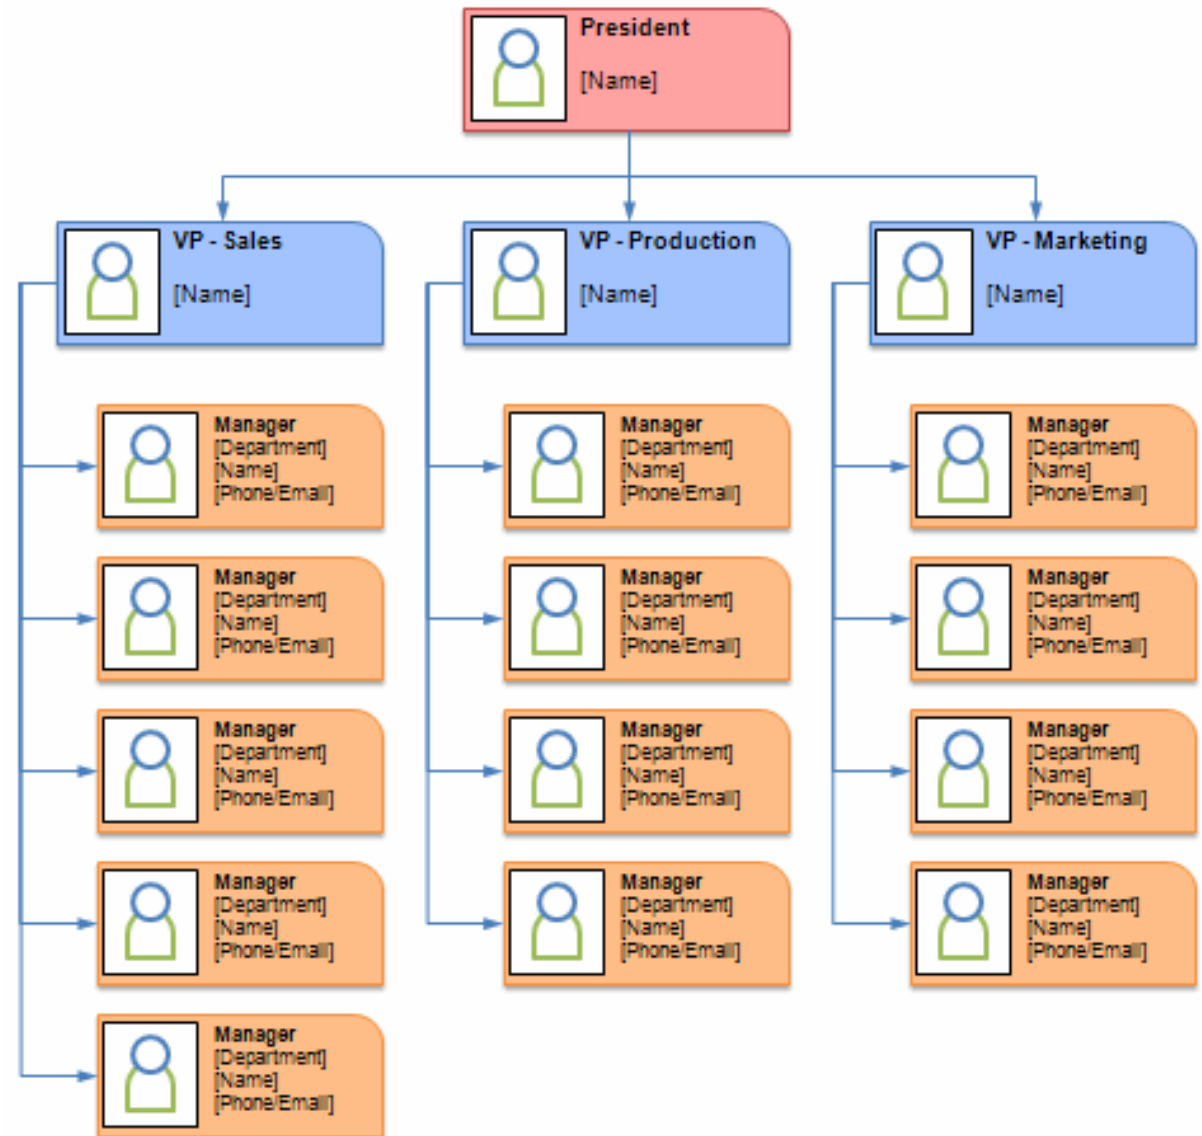 President
[Name]
VP - Sales
[Name]
VP - Production
[Name]
VP - Marketing
[Name]
Manager
[Department]
[Name]
[Phone/Email]
Manager
[Department]
[Name]
[Phone/Email]
Manager
[Department]
[Name]
[Phone/Email]
Manager
[Department]
[Name]
[Phone/Email]
Manager
[Department]
[Name]
[Phone/Email]
Manager
[Department]
[Name]
[Phone/Email]
Manager
[Department]
[Name]
[Phone/Email]
Manager
[Department]
[Name]
[Phone/Email]
Manager
[Department]
[Name]
[Phone/Email]
Manager
[Department]
[Name]
[Phone/Email]
Manager
[Department]
[Name]
[Phone/Email]
Manager
[Department]
[Name]
[Phone/Email]
Manager
[Department]
[Name]
[Phone/Email]